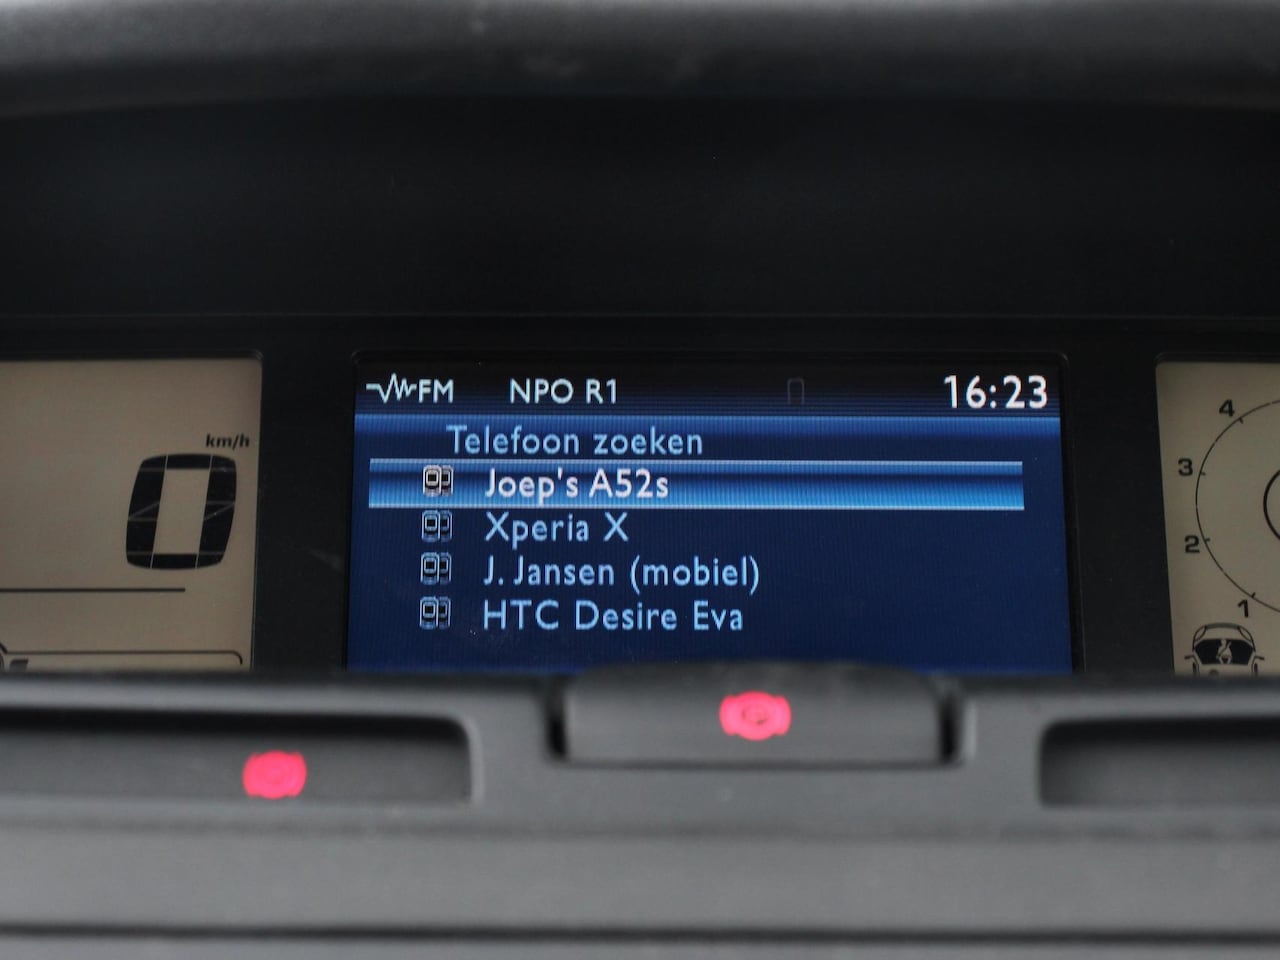 FM NPO R1 16:23
Telefoon zoeken
Joep's A52s
Xperia X
J. Jansen (mobiel)
HTC Desire Eva
km/h
0
4
3
2
1